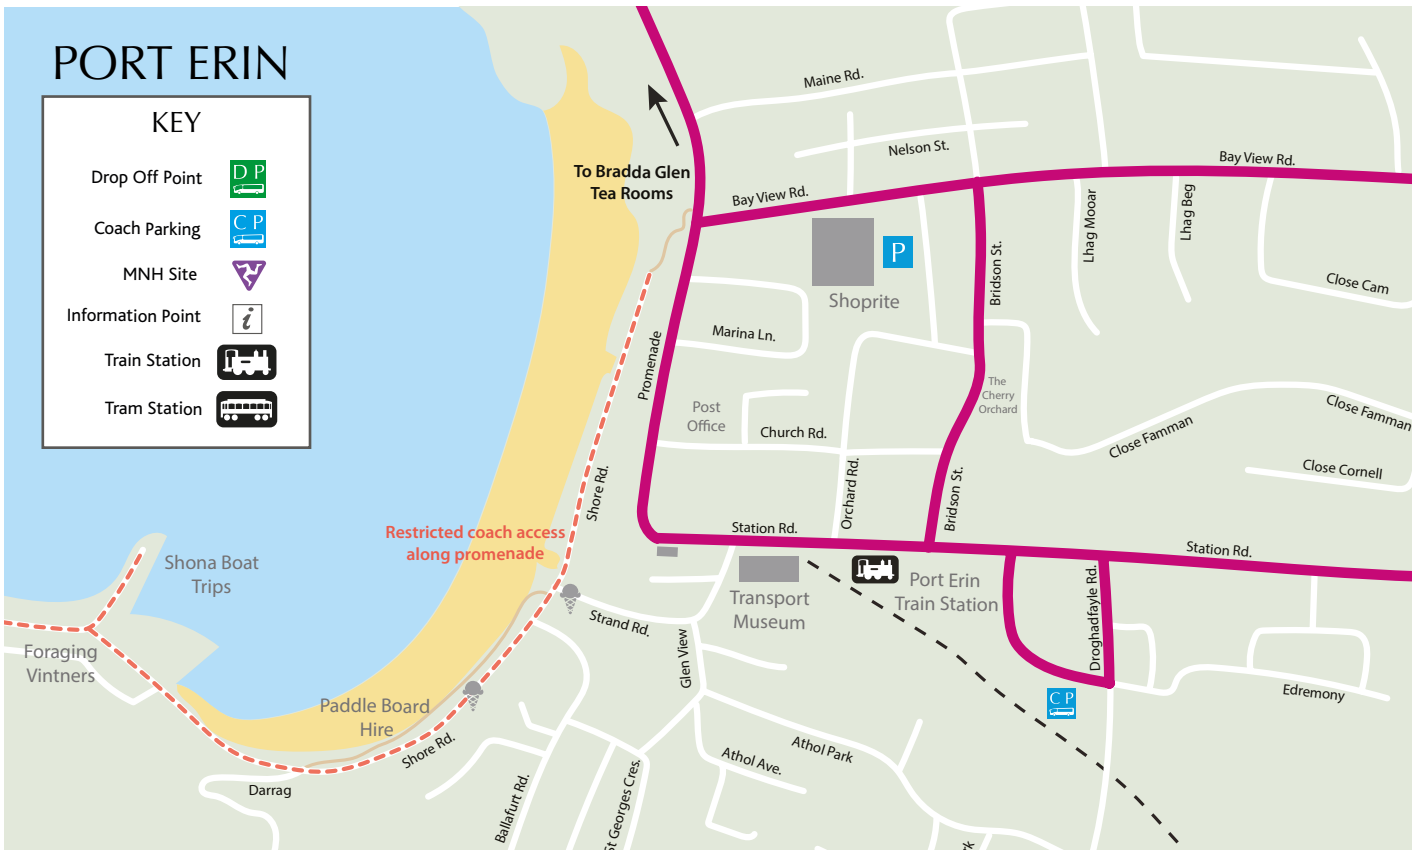 PORT ERIN
KEY
Drop Off Point
D P
Coach Parking
C P
MNH Site
Information Point
i
Train Station
Tram Station
Maine Rd.
Nelson St.
To Bradda Glen
Tea Rooms
Bay View Rd.
Bay View Rd.
Lhag Mooar
Lhag Beg
Bridson St.
P
Shoprite
Close Cam
Marina Ln.
Promenade
The
Cherry
Orchard
Post
Office
Church Rd.
Close Famman
Close Famman
Close Cornell
Shore Rd.
Orchard Rd.
Bridson St.
Restricted coach access
along promenade
Station Rd.
Station Rd.
Shona Boat
Trips
Port Erin
Train Station
Transport
Museum
Droghadfayle Rd.
Strand Rd.
Glen View
Foraging
Vintners
Paddle Board
Hire
C P
Edremony
Shore Rd.
Athol Park
Athol Ave.
Darrag
Ballafurt Rd.
St Georges Cres.
rk